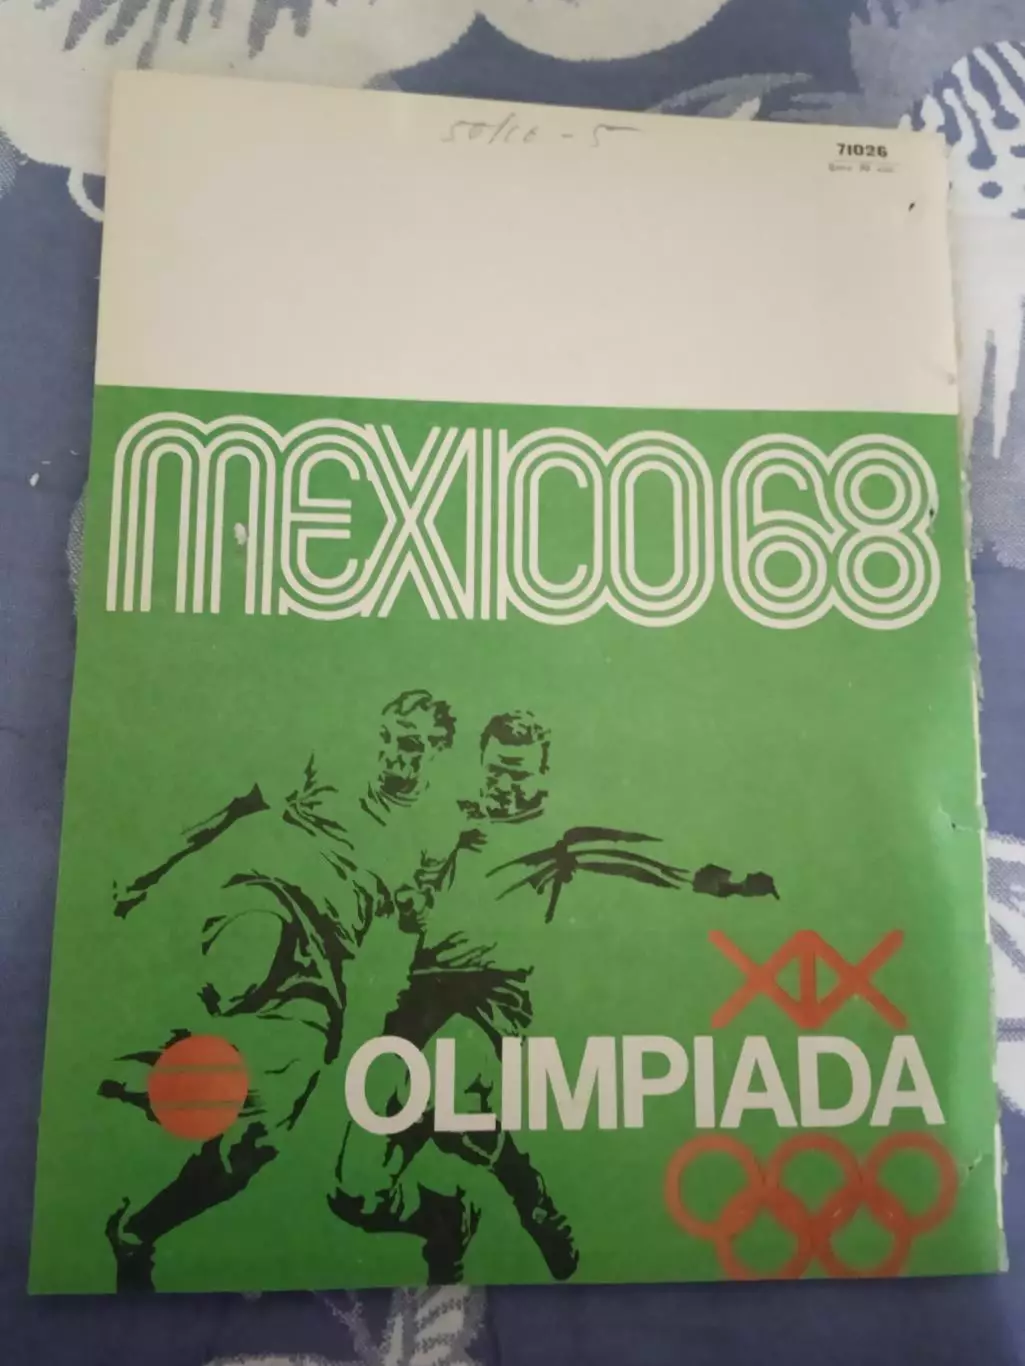 71026
MEXICO68
XIX
OLIMPIADA